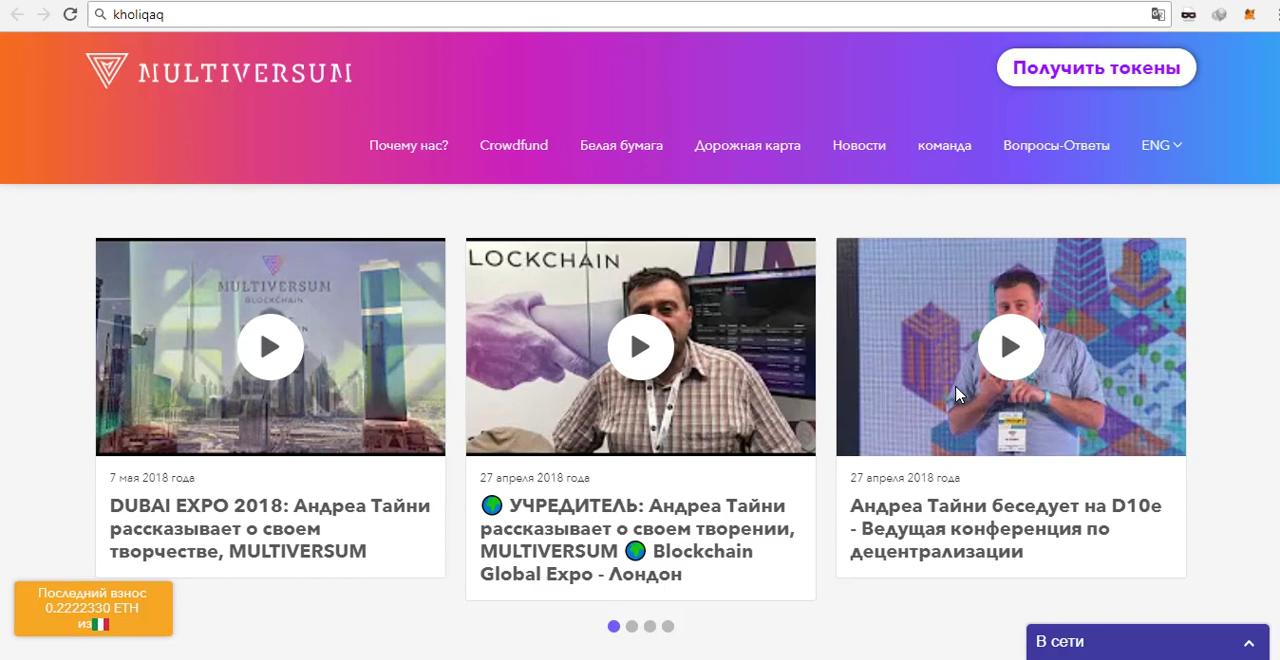 kholiqaq
MULTIVERSUM
Получить токены
Почему нас?
Crowdfund
Белая бумага
Дорожная карта
Новости
команда
Вопросы-Ответы
ENG
MULTIVERSUM
BLOCKCHAIN
LOCKCHAIN
7 мая 2018 года
DUBAI EXPO 2018: Андреа Тайни
рассказывает о своем
творчестве, MULTIVERSUM
27 апреля 2018 года
🌍 УЧРЕДИТЕЛЬ: Андреа Тайни
рассказывает о своем творении,
MULTIVERSUM 🌍 Blockchain
Global Expo - Лондон
27 апреля 2018 года
Андреа Тайни беседует на D10e
- Ведущая конференция по
децентрализации
Последний взнос
0.2222330 ETH
из🇮🇹
В сети